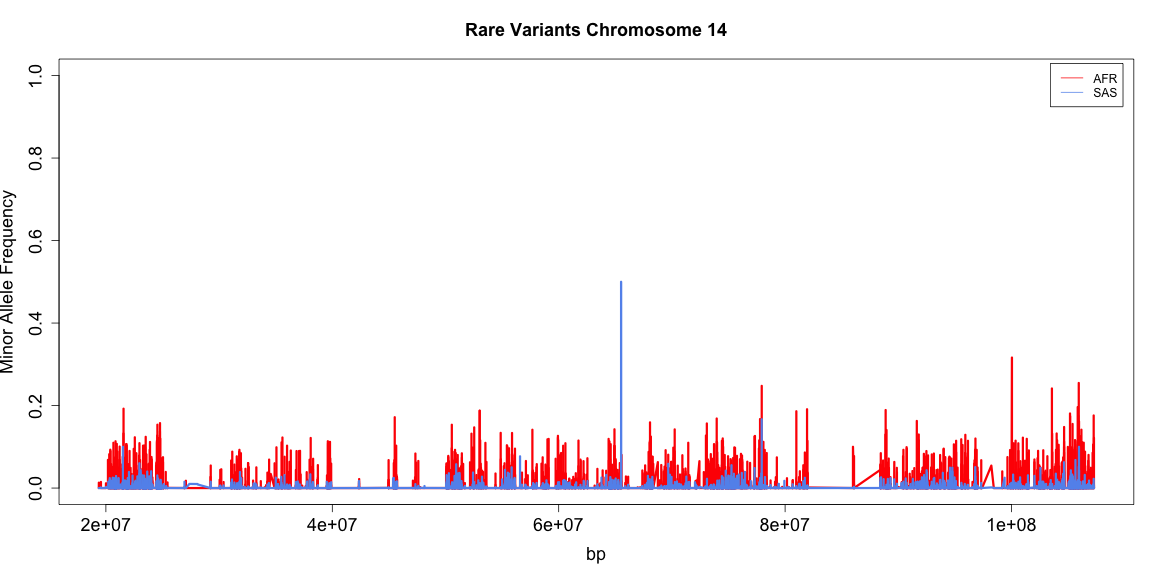 Rare Variants Chromosome 14
AFR
SAS
1.0
0.8
0.6
0.4
0.2
0.0
Minor Allele Frequency
2e+07 4e+07 6e+07 8e+07 1e+08
bp